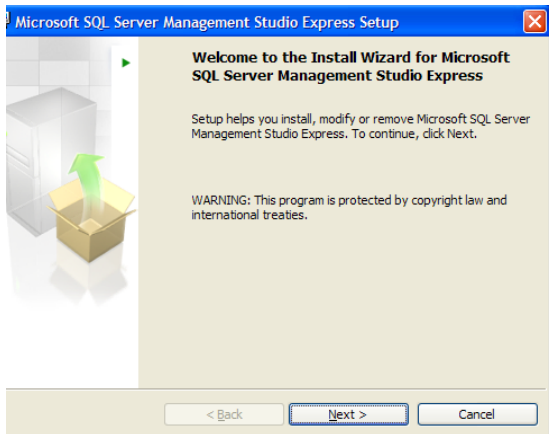 Microsoft SQL Server Management Studio Express Setup
Welcome to the Install Wizard for Microsoft
SQL Server Management Studio Express
Setup helps you install, modify or remove Microsoft SQL Server
Management Studio Express. To continue, click Next.
WARNING: This program is protected by copyright law and
international treaties.
< Back
Next >
Cancel